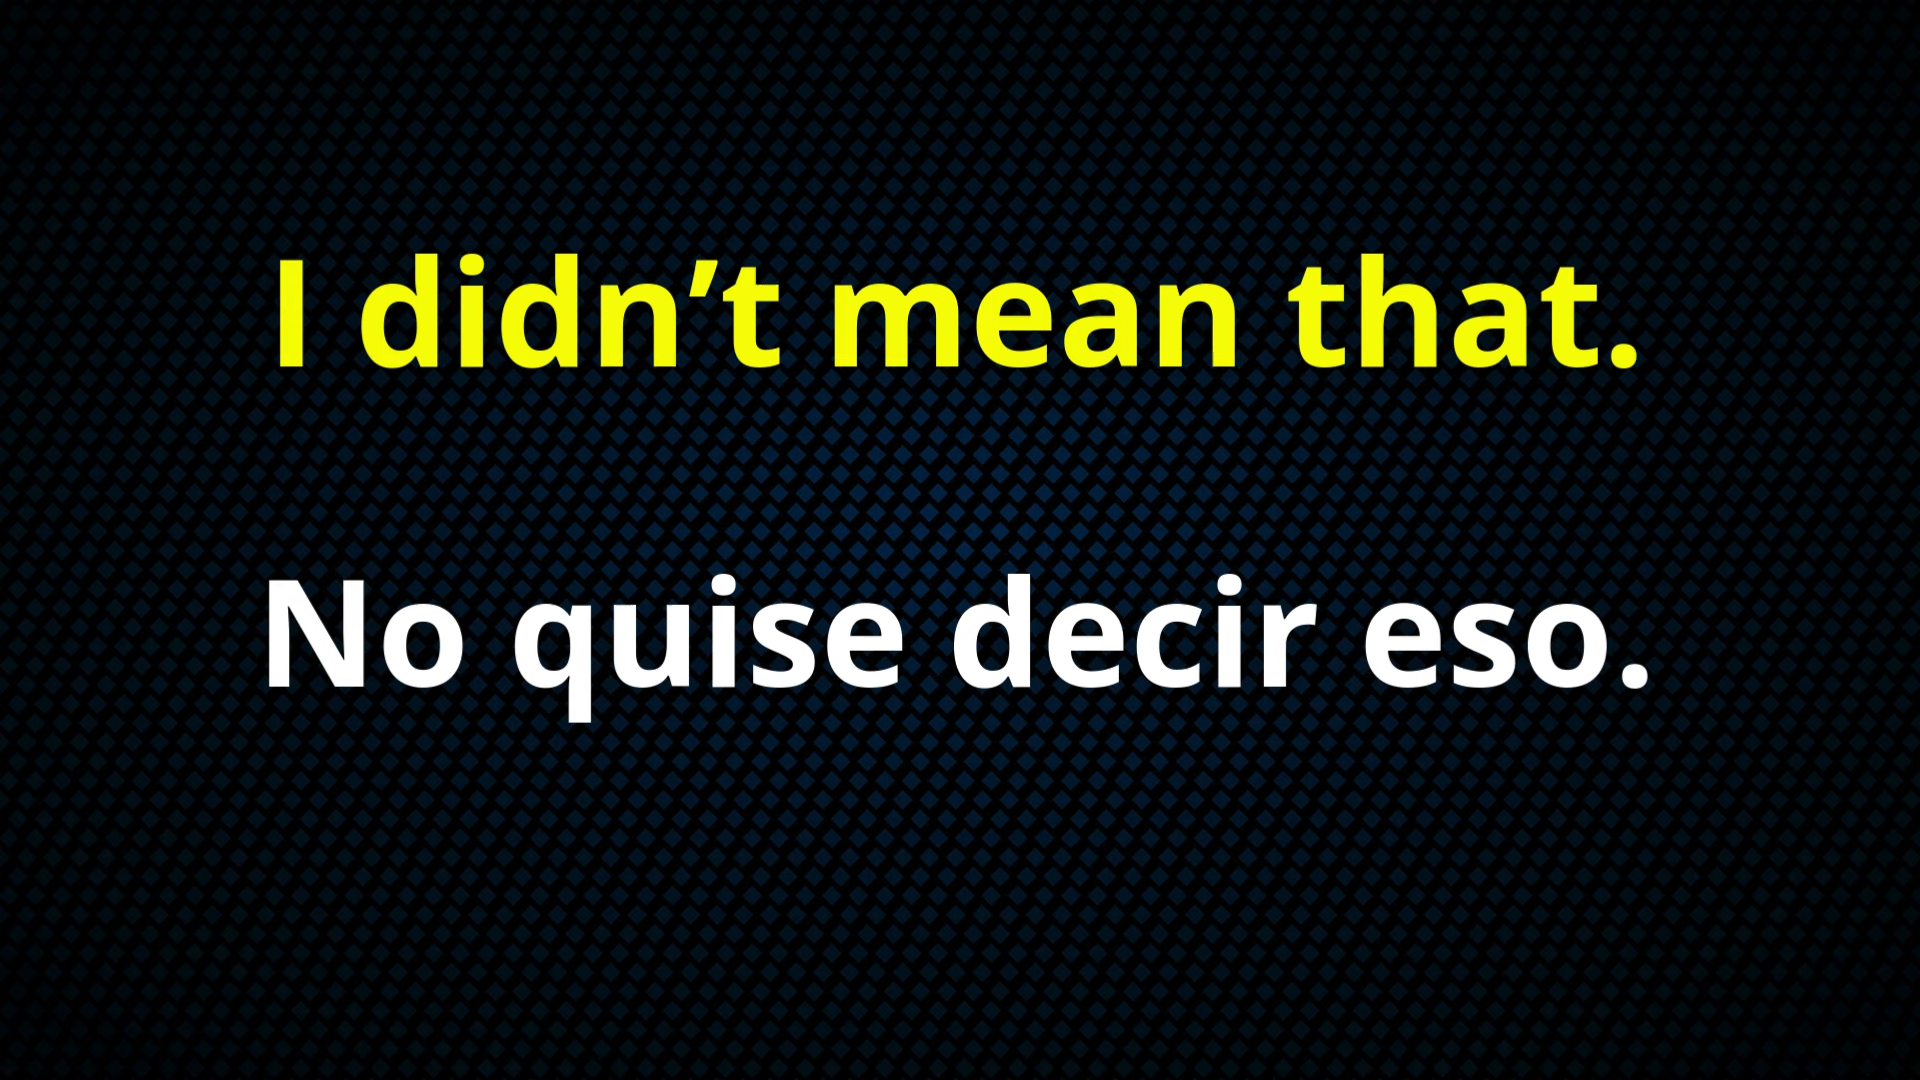 I didn’t mean that.
No quise decir eso.